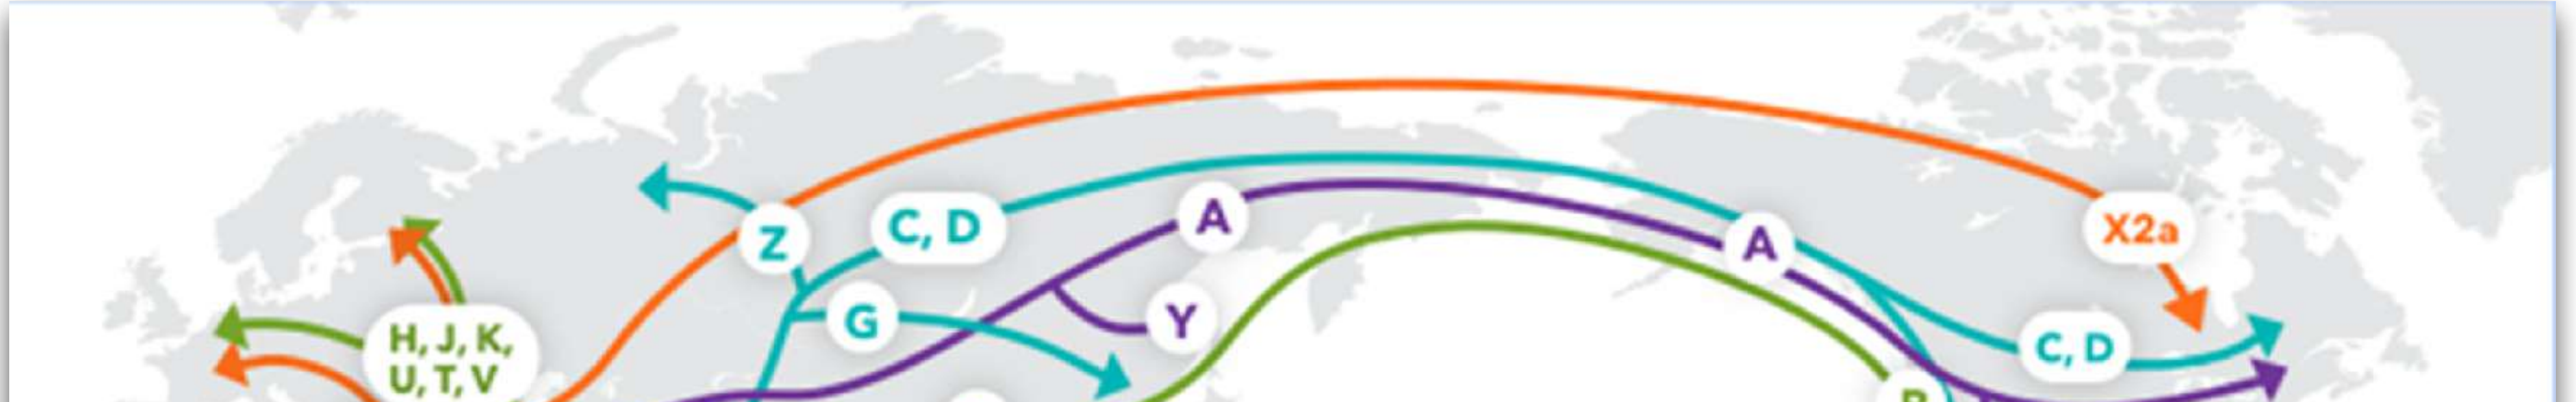 X2a
A
C, D
A
Z
G
Y
H, J, K,
U, T, V
C, D
B